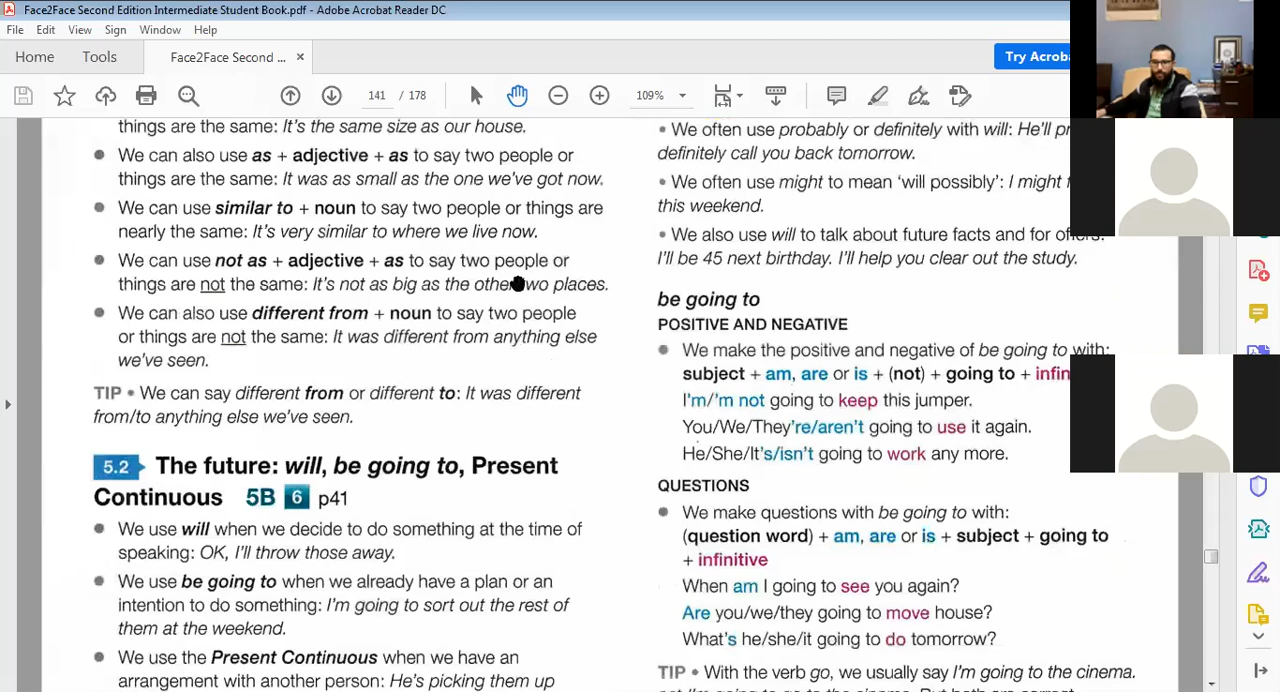 Face2Face Second Edition Intermediate Student Book.pdf - Adobe Acrobat Reader DC
File Edit View Sign Window Help
Home Tools Face2Face Second ... × Try Acroba
141 / 178 109%
things are the same: It's the same size as our house.
We can also use as + adjective + as to say two people or
things are the same: It was as small as the one we've got now.
We can use similar to + noun to say two people or things are
nearly the same: It's very similar to where we live now.
We can use not as + adjective + as to say two people or
things are not the same: It's not as big as the other two places.
We can also use different from + noun to say two people
or things are not the same: It was different from anything else
we've seen.
TIP • We can say different from or different to: It was different
from/to anything else we've seen.
5.2 The future: will, be going to, Present
Continuous 5B 6 p41
We use will when we decide to do something at the time of
speaking: OK, I'll throw those away.
We use be going to when we already have a plan or an
intention to do something: I'm going to sort out the rest of
them at the weekend.
We use the Present Continuous when we have an
arrangement with another person: He's picking them up
• We often use probably or definitely with will: He'll pr
definitely call you back tomorrow.
• We often use might to mean 'will possibly': I might
this weekend.
• We also use will to talk about future facts and for offers:
I'll be 45 next birthday. I'll help you clear out the study.
be going to
POSITIVE AND NEGATIVE
We make the positive and negative of be going to with:
subject + am, are or is + (not) + going to + infin
I'm/'m not going to keep this jumper.
You/We/They're/aren't going to use it again.
He/She/It's/isn't going to work any more.
QUESTIONS
We make questions with be going to with:
(question word) + am, are or is + subject + going to
+ infinitive
When am I going to see you again?
Are you/we/they going to move house?
What's he/she/it going to do tomorrow?
TIP • With the verb go, we usually say I'm going to the cinema.